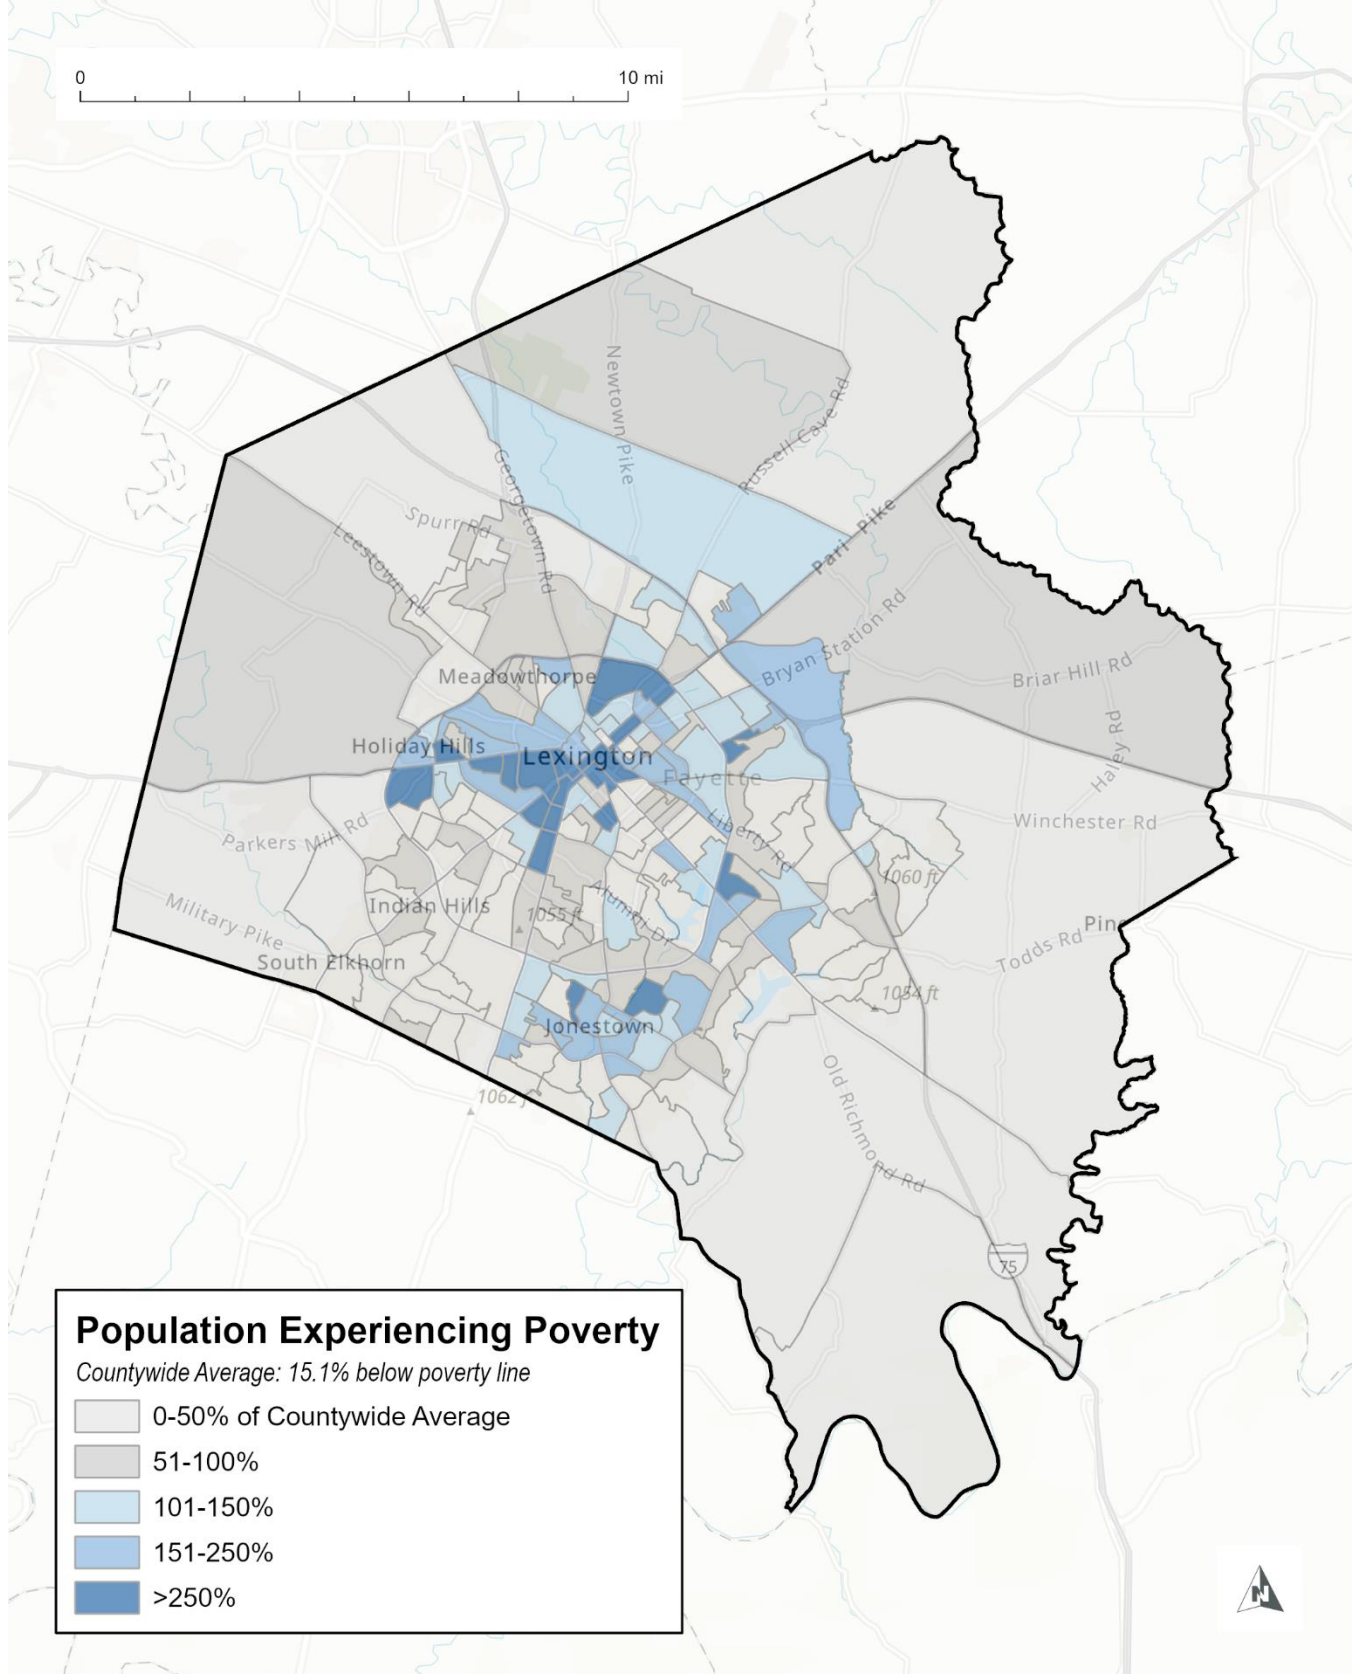 0 10 mi
Newtown Pike
Russell Cave Rd
Georgetown Rd
Spurr Rd
Leestown Rd
Pari Pike
Bryan Station Rd
Briar Hill Rd
Meadowthorpe
Haley Rd
Holiday Hills
Lexington
Fayette
Winchester Rd
Parkers Mill Rd
Liberty Rd
1060 ft
Indian Hills
Alumni Dr
1055 ft
Military Pike
Pine
Todds Rd
South Elkhorn
1054 ft
Jonestown
Old Richmond Rd
1062 f
75
Population Experiencing Poverty
Countywide Average: 15.1% below poverty line
0-50% of Countywide Average
51-100%
101-150%
151-250%
>250%
N